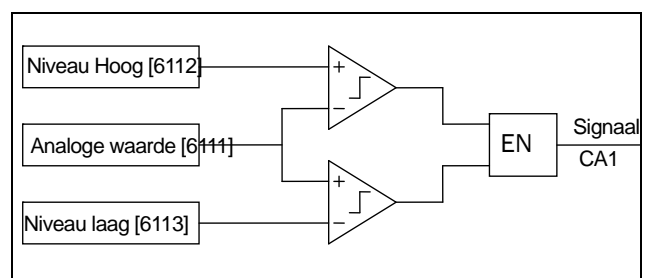 Niveau Hoog [6112]
+
−
Analoge waarde [6111]
+
−
Niveau laag [6113]
EN
Signaal
CA1